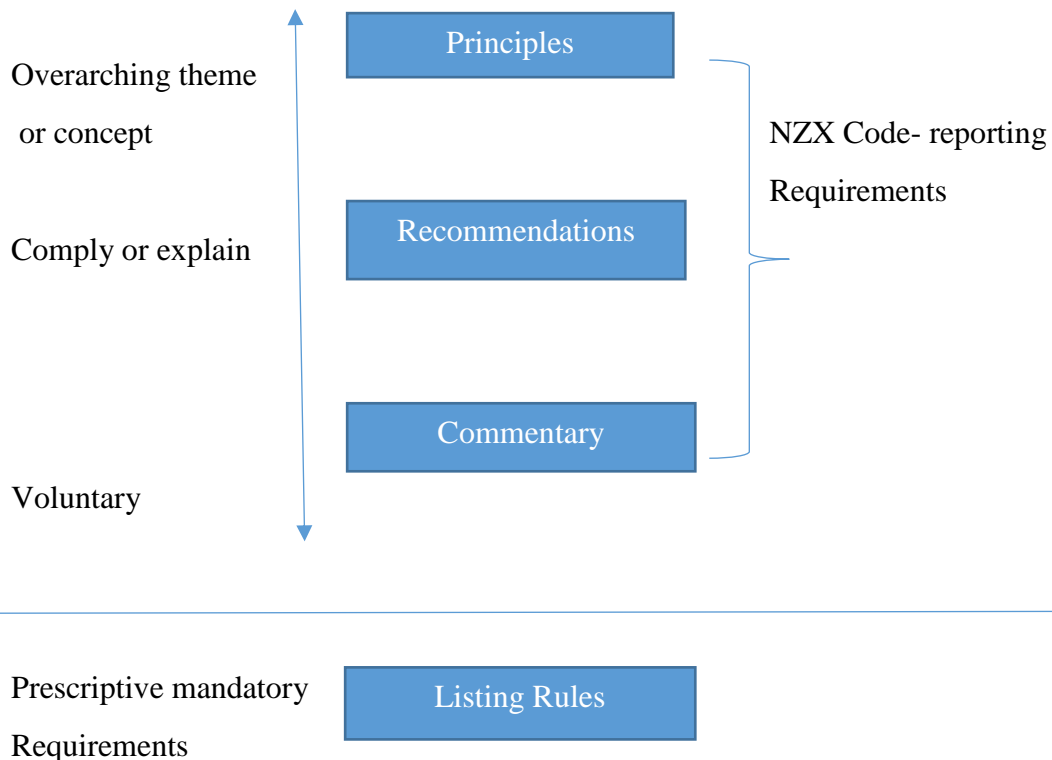 Principles
Overarching theme
or concept
NZX Code- reporting
Requirements
Recommendations
Comply or explain
Commentary
Voluntary
Prescriptive mandatory
Requirements
Listing Rules